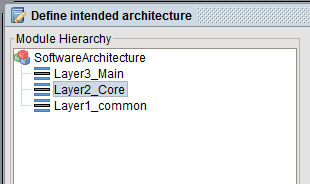 Define intended architecture
Module Hierarchy
SoftwareArchitecture
Layer3_Main
Layer2_Core
Layer1_common